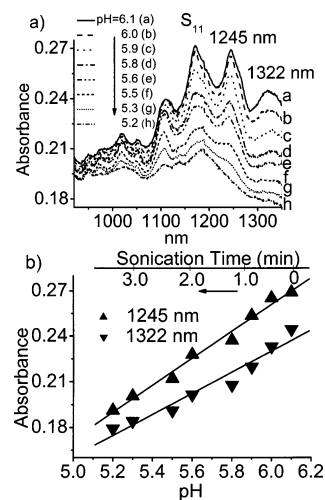 a)
pH=6.1 (a)
6.0 (b)
5.9 (c)
5.8 (d)
5.6 (e)
5.5 (f)
5.3 (g)
5.2 (h)
S11
1245 nm
1322 nm
a
b
c
d
e
f
g
h
Absorbance
0.27
0.24
0.21
0.18
1000 1100 1200 1300
nm
b)
Sonication Time (min)
3.0 2.0 1.0 0
1245 nm
1322 nm
Absorbance
0.27
0.24
0.21
0.18
5.0 5.2 5.4 5.6 5.8 6.0 6.2
pH